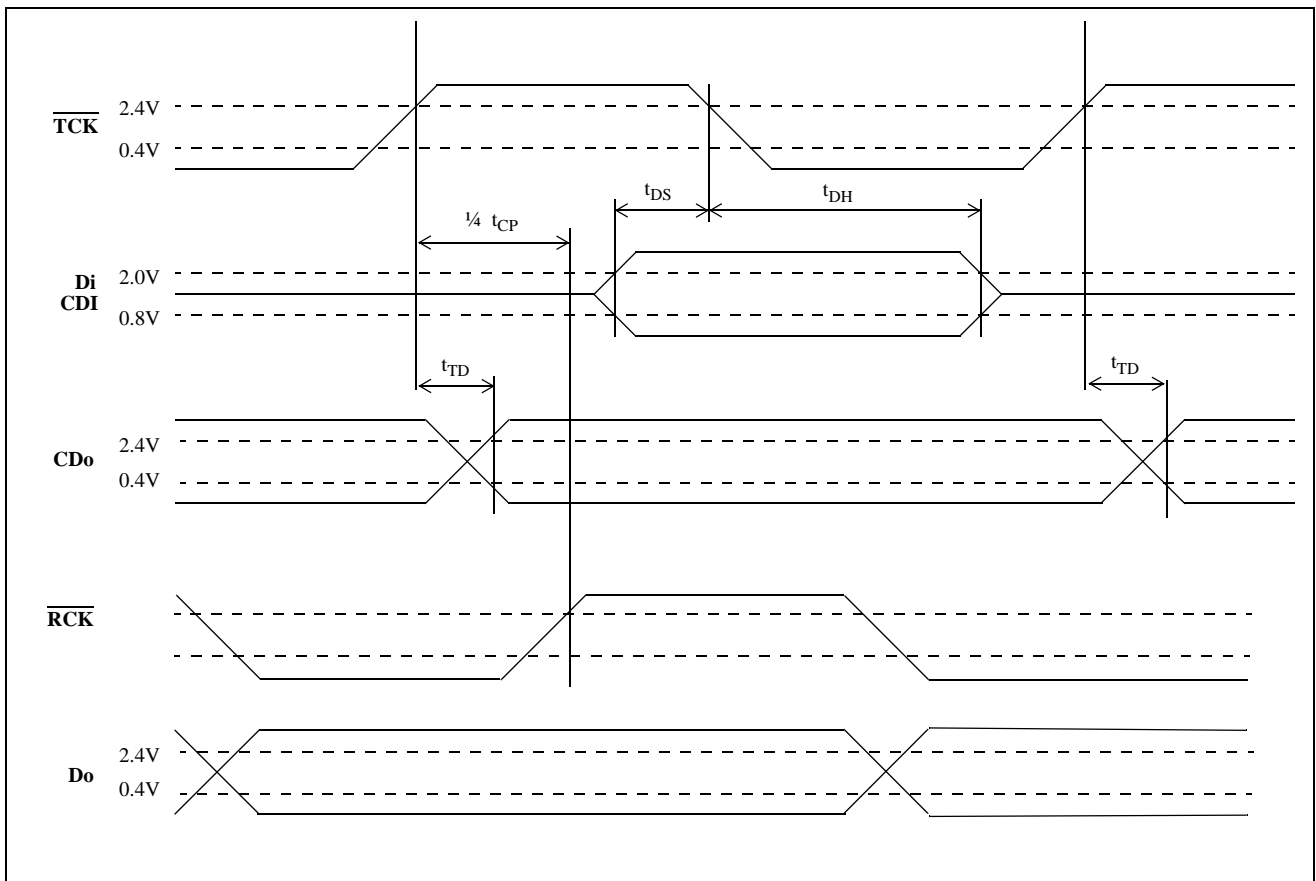 2.4V
TCK
0.4V
tDS
tDH
¼ tCP
2.0V
Di
CDI
0.8V
tTD
tTD
2.4V
CDo
0.4V
RCK
2.4V
Do
0.4V